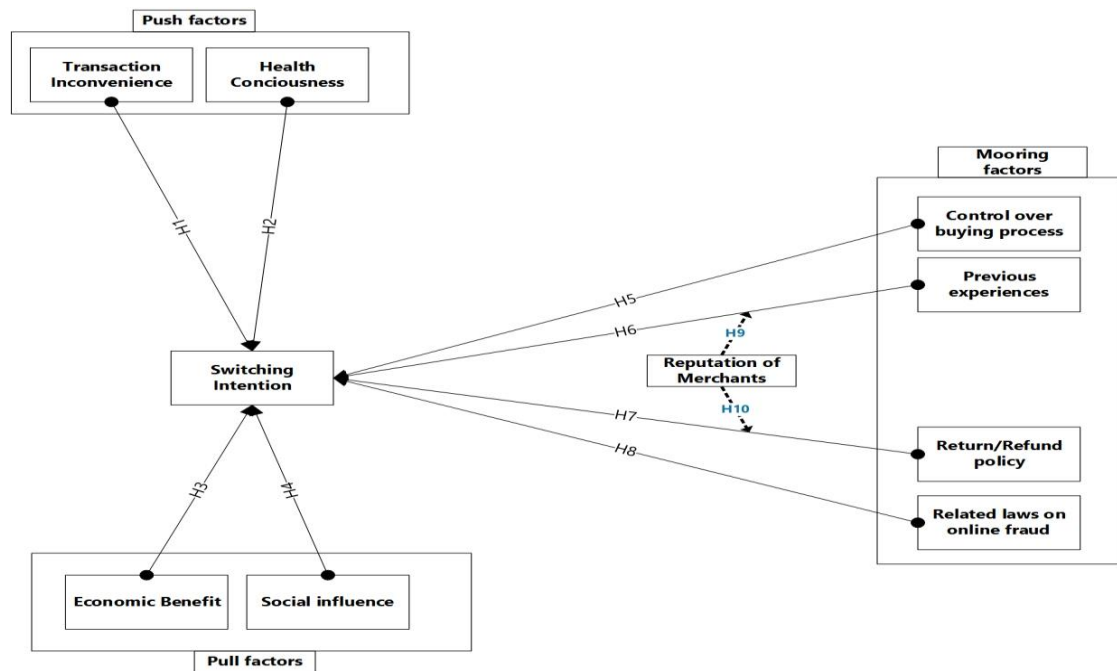 Push factors
Transaction
Inconvenience
Health
Conciousness
H1
H2
Mooring
factors
Control over
buying process
Previous
experiences
H5
H6
H9
Switching
Intention
Reputation of
Merchants
H10
H7
H8
Return/Refund
policy
Related laws on
online fraud
H3
H4
Economic Benefit
Social influence
Pull factors